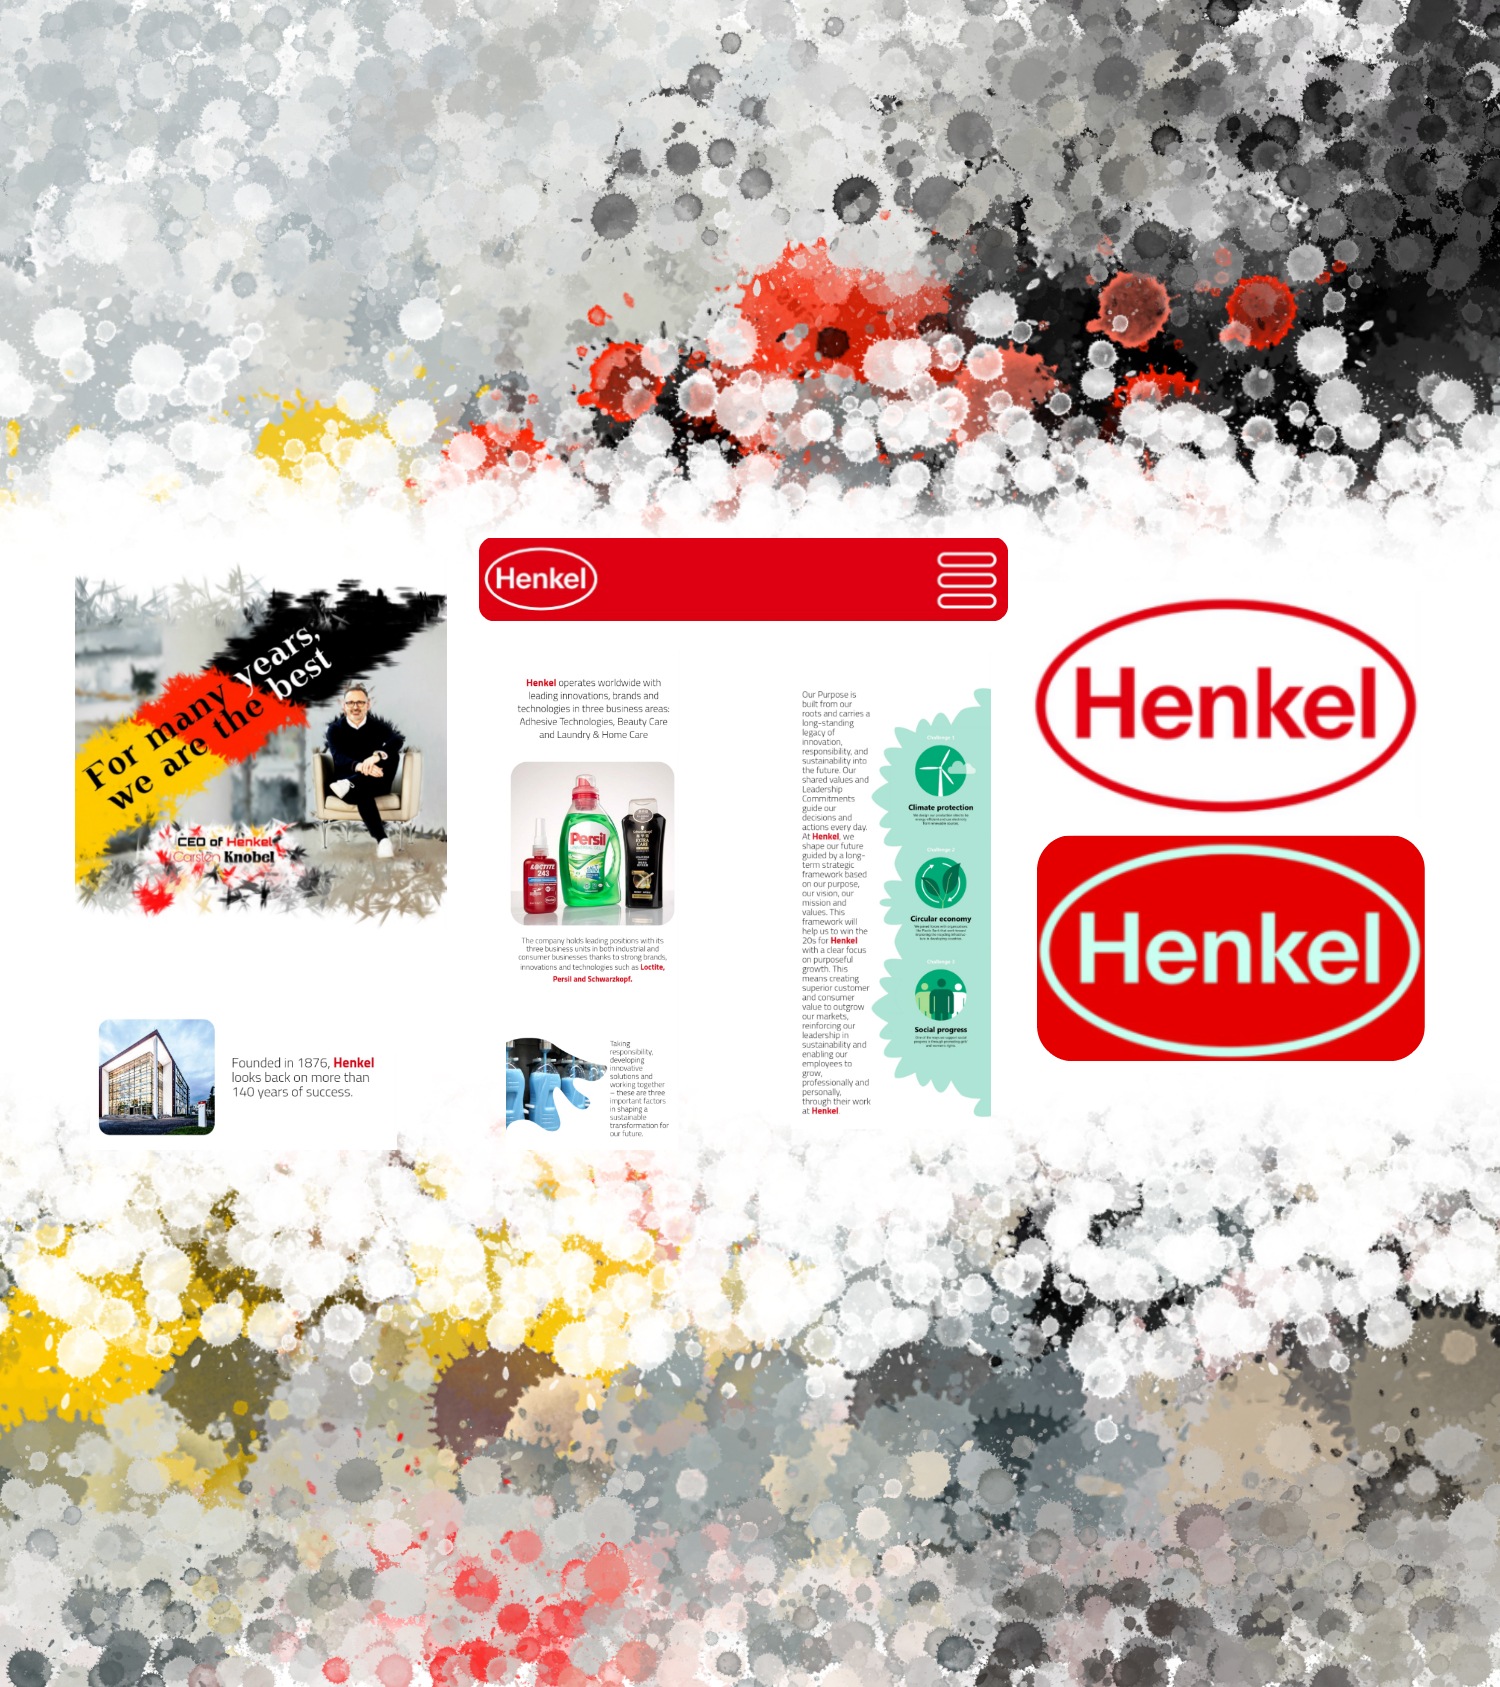 For many years,
we are the best
CEO of Henkel
Carsten Knobel
Founded in 1876, Henkel
looks back on more than
140 years of success.
Henkel
Henkel operates worldwide with
leading innovations, brands and
technologies in three business areas:
Adhesive Technologies, Beauty Care
and Laundry & Home Care
LOCTITE
243
Persil
The company holds leading positions with its
three business units in both industrial and
consumer businesses thanks to strong brands,
innovations and technologies such as Loctite,
Persil and Schwarzkopf.
Taking
responsibility,
developing
innovative
solutions and
working together
– these are three
important factors
in shaping a
sustainable
transformation for
our future.
Our Purpose is
built from our
roots and carries a
long-standing
legacy of
innovation,
responsibility, and
sustainability into
the future. Our
shared values and
Leadership
Commitments
guide our
decisions and
actions every day.
At Henkel, we
shape our future
guided by a long-
term strategic
framework based
on our purpose,
our vision, our
mission and
values. This
framework will
help us to win the
20s for Henkel
with a clear focus
on purposeful
growth. This
means creating
superior customer
and consumer
value to outgrow
our markets,
reinforcing our
leadership in
sustainability and
enabling our
employees to
grow,
professionally and
personally,
through their work
at Henkel.
Challenge 1
Climate protection
Challenge 2
Circular economy
Challenge 3
Social progress
Henkel
Henkel